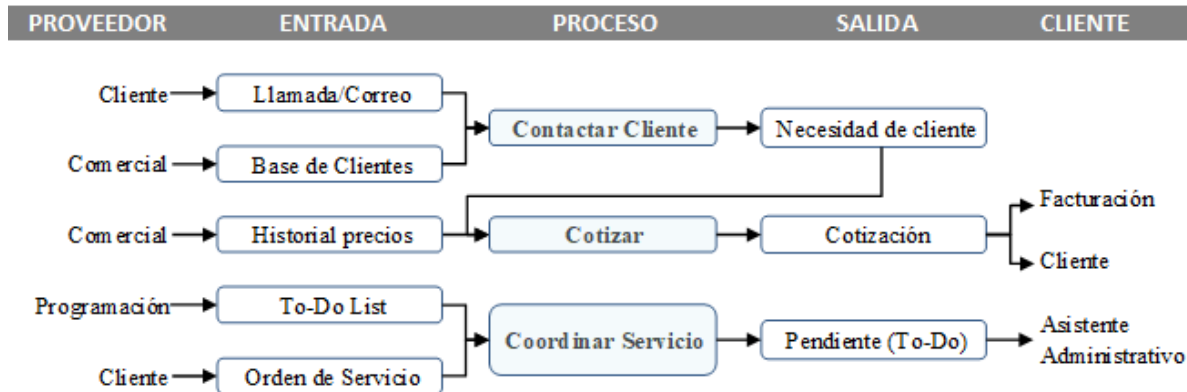 PROVEEDOR ENTRADA PROCESO SALIDA CLIENTE
Cliente Llamada/Correo
Contactar Cliente Necesidad de cliente
Comercial Base de Clientes
Facturación
Comercial Historial precios Cotizar Cotización
Cliente
Programación To-Do List
Coordinar Servicio Pendiente (To-Do) Asistente
Administrativo
Cliente Orden de Servicio